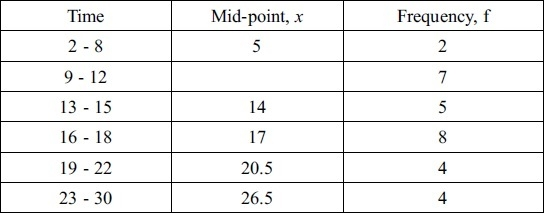 Time Mid-point, x Frequency, f
2 - 8 5 2
9 - 12 7
13 - 15 14 5
16 - 18 17 8
19 - 22 20.5 4
23 - 30 26.5 4